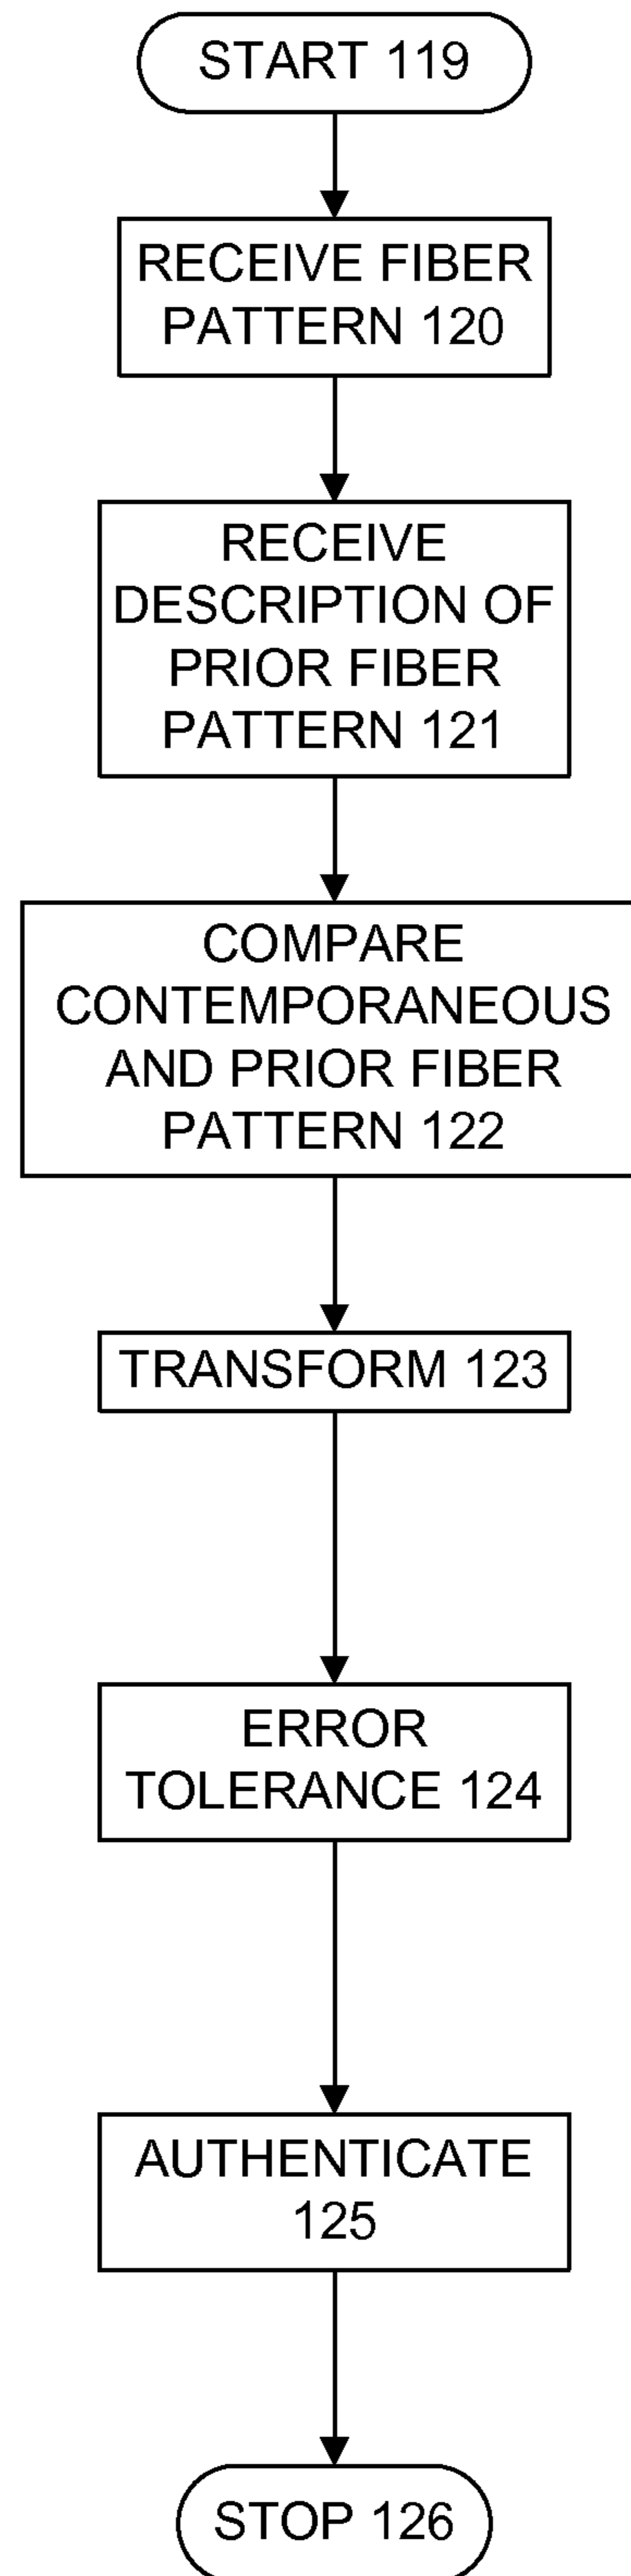 START 119
RECEIVE FIBER
PATTERN 120
RECEIVE
DESCRIPTION OF
PRIOR FIBER
PATTERN 121
COMPARE
CONTEMPORANEOUS
AND PRIOR FIBER
PATTERN 122
TRANSFORM 123
ERROR
TOLERANCE 124
AUTHENTICATE
125
STOP 126